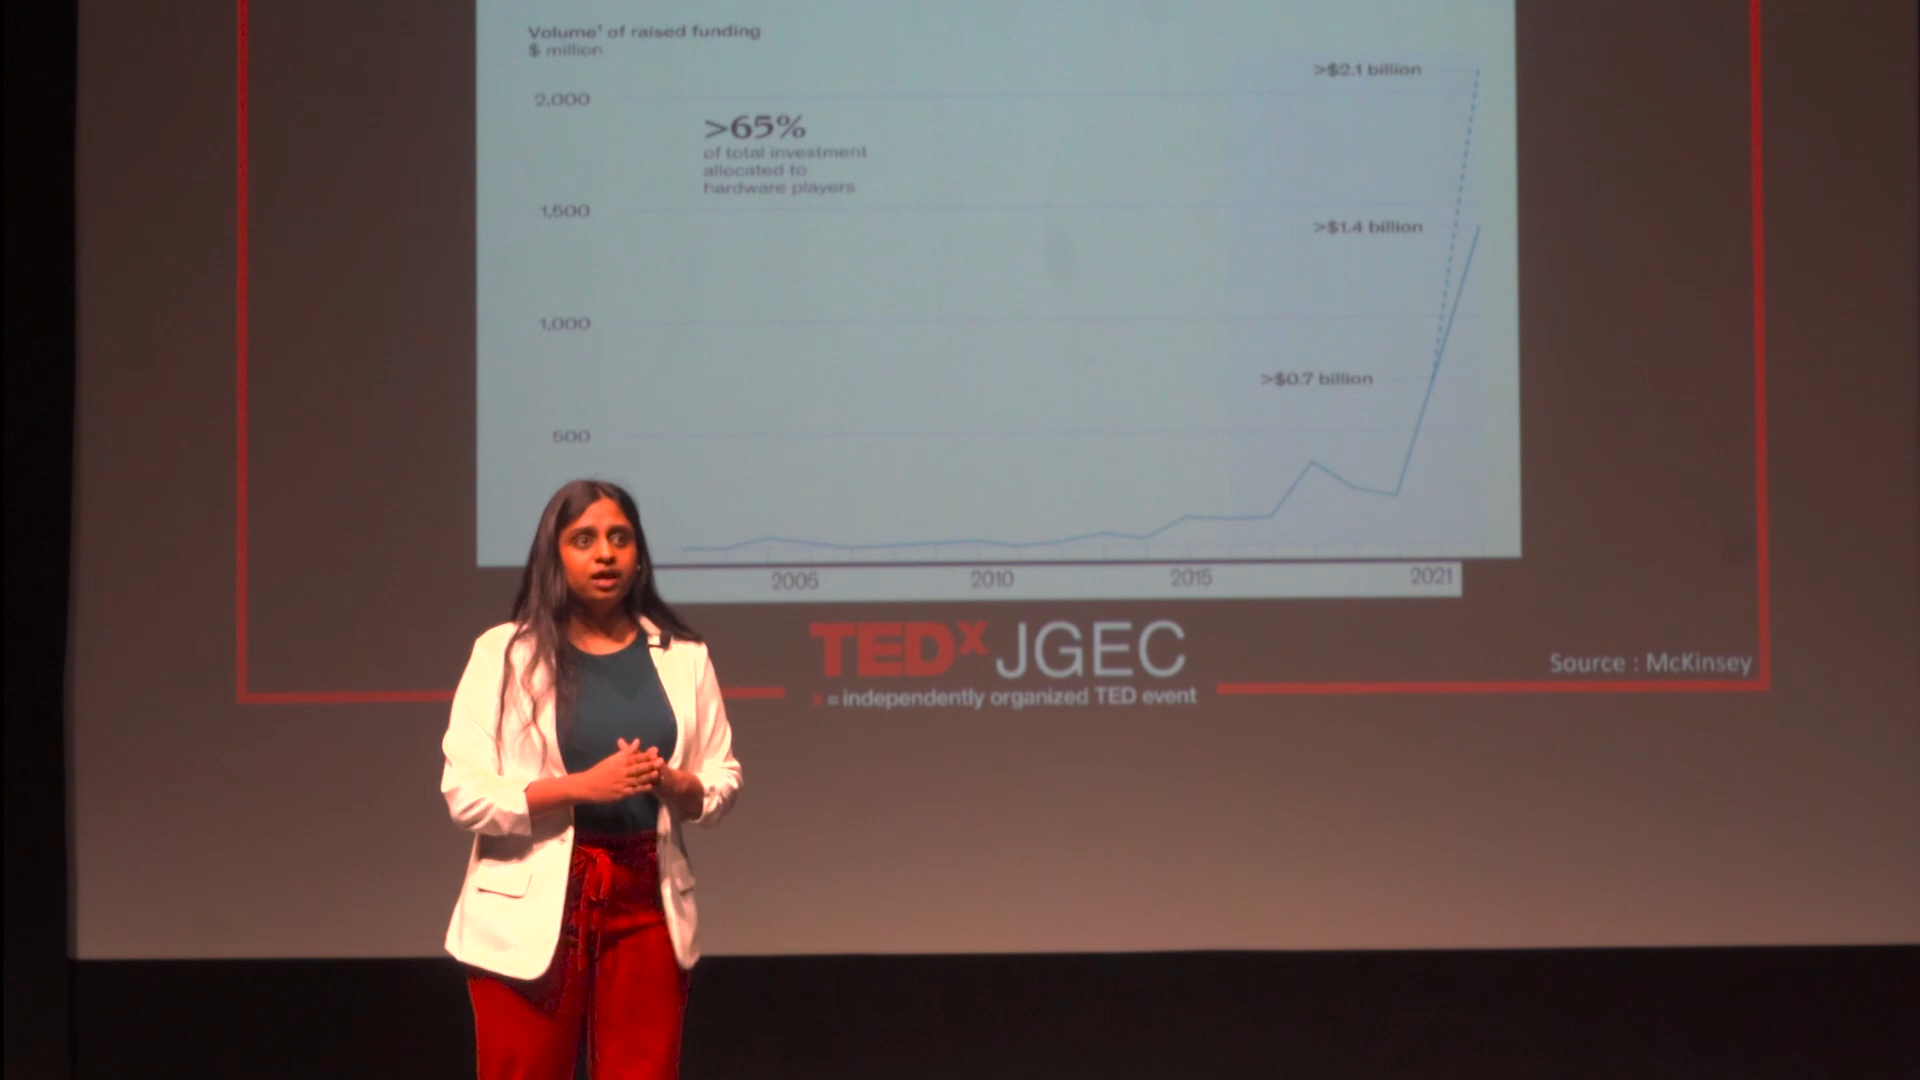 Volume¹ of raised funding
$ million
>$2.1 billion
2,000
>65%
of total investment
allocated to
hardware players
1,500
>$1.4 billion
1,000
>$0.7 billion
500
2005 2010 2015 2021
TEDx JGEC
x = independently organized TED event
Source : McKinsey